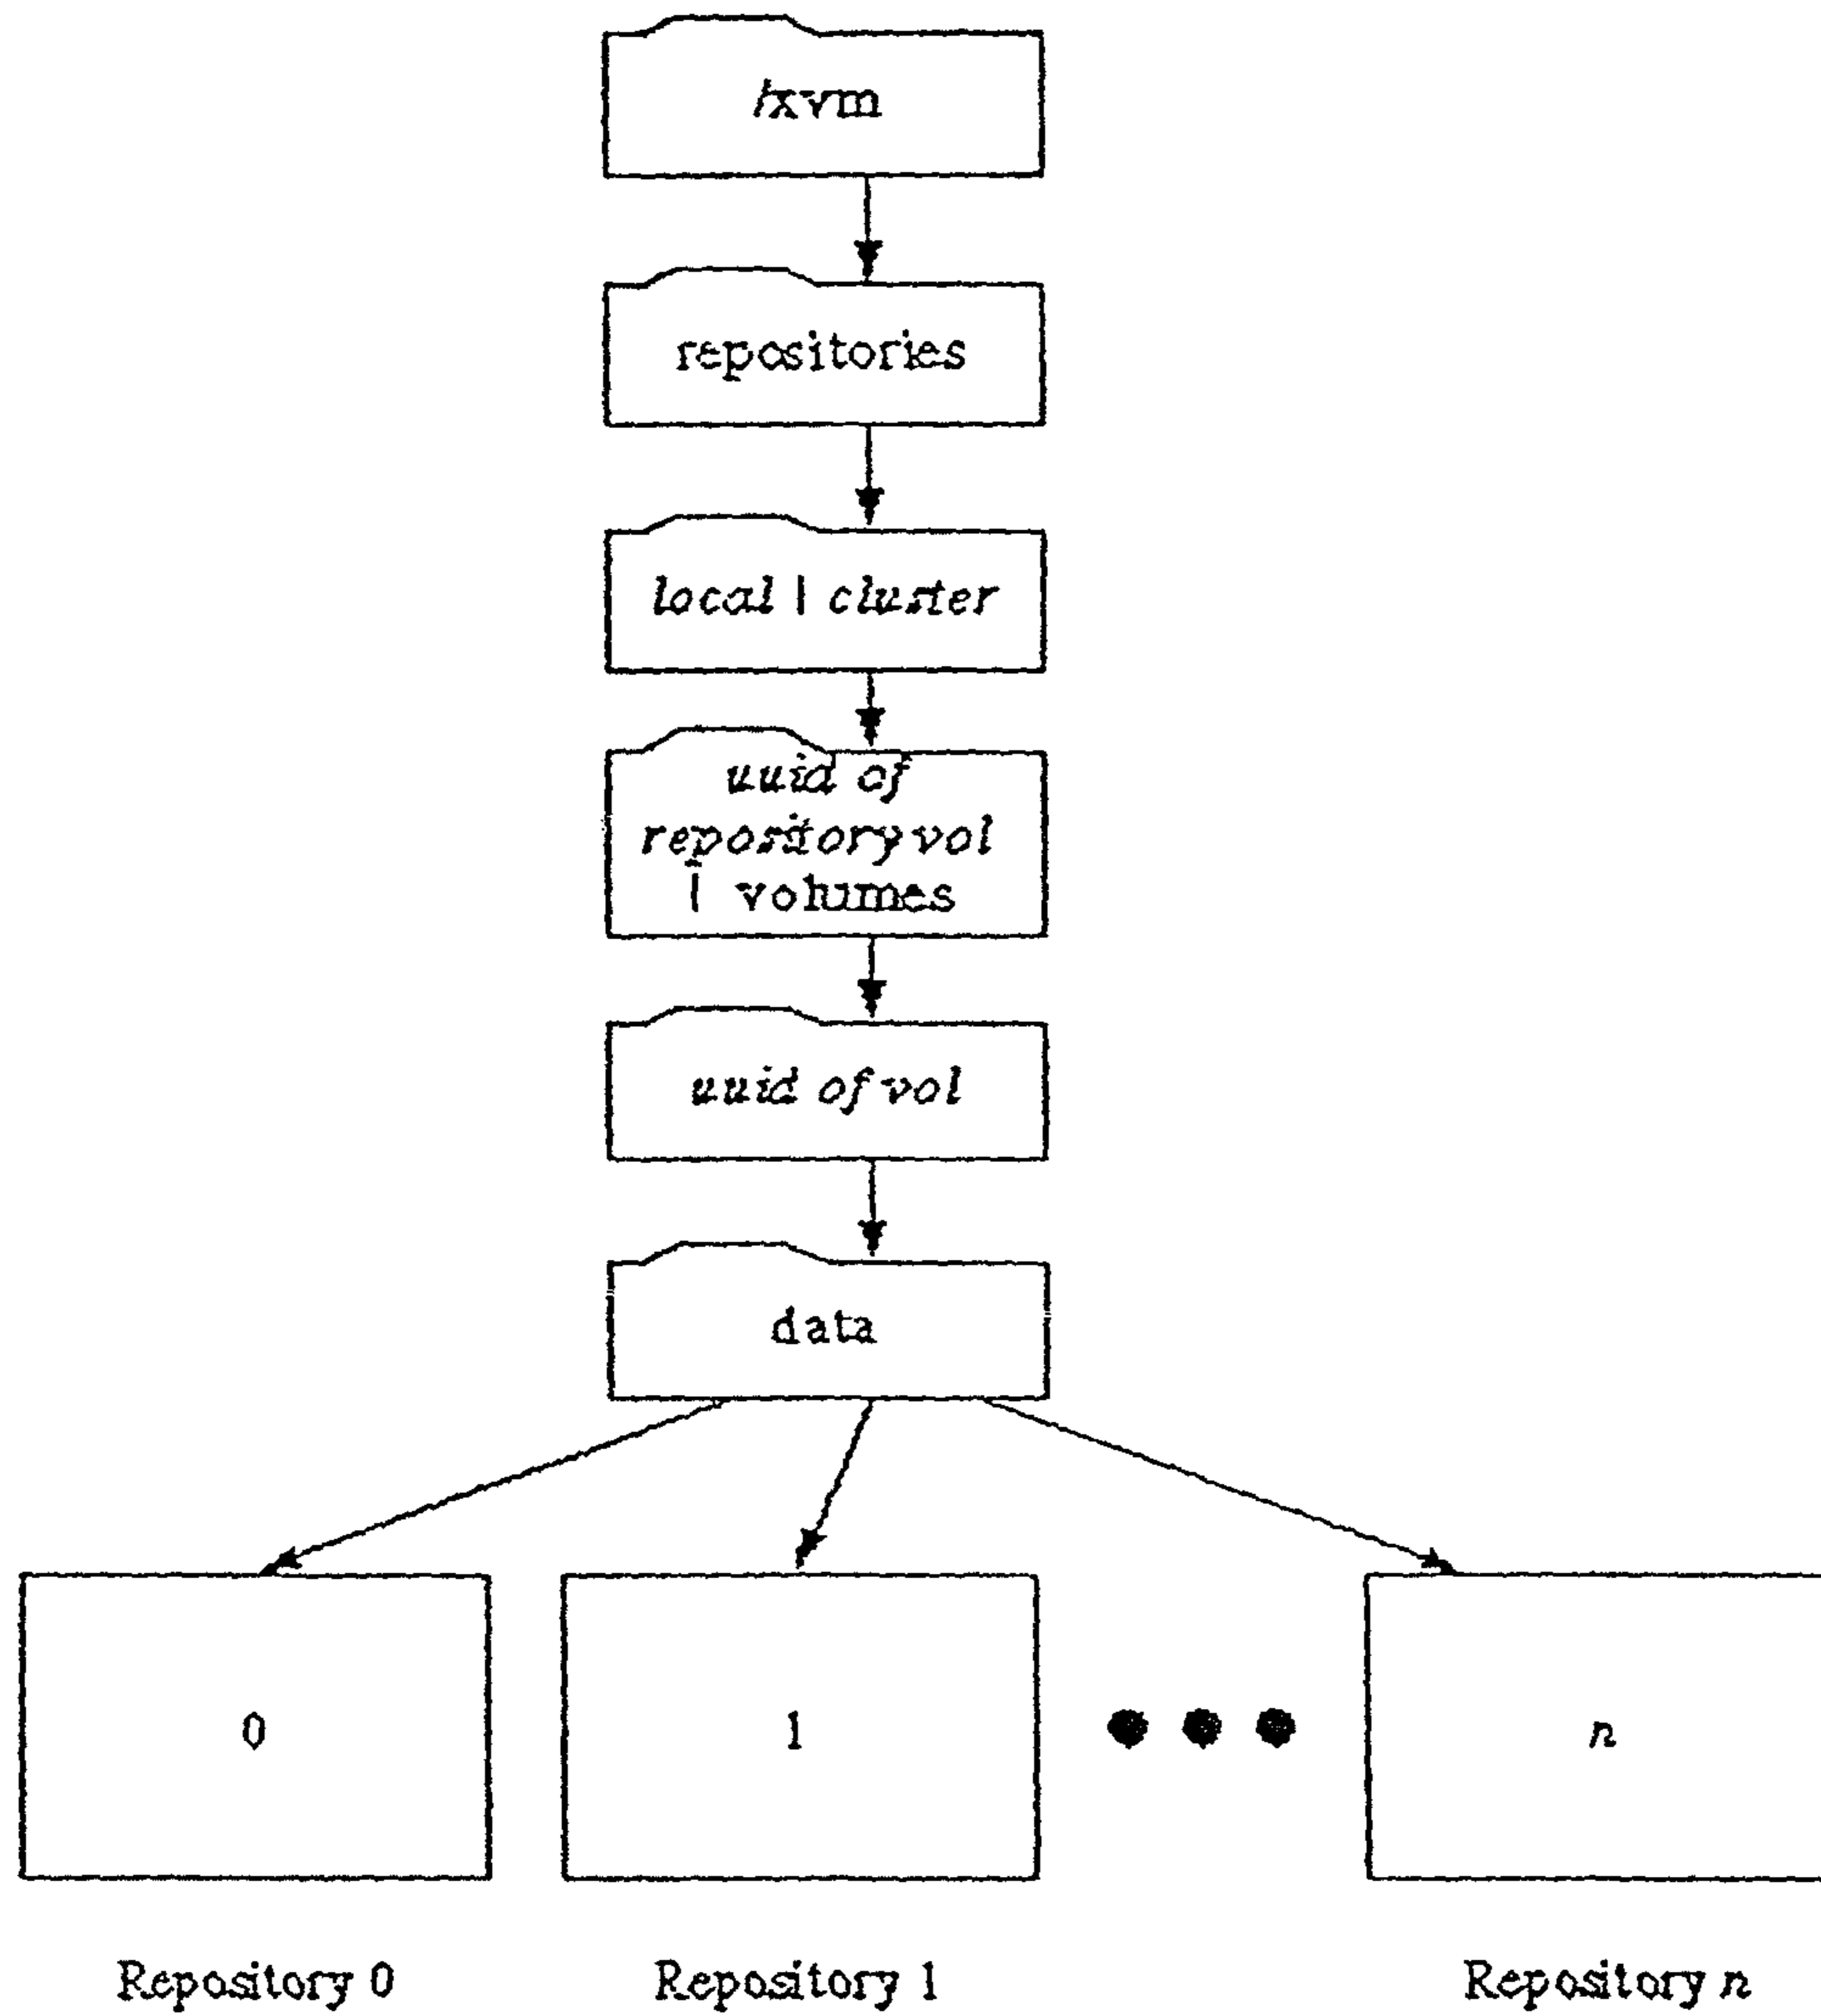 /xvm
repositories
local | cluster
uuid of
repository vol
| volumes
uuid of vol
data
0
1
n
Repository 0
Repository 1
Repository n